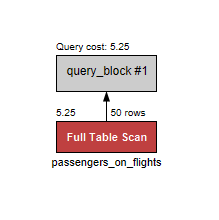 Query cost: 5.25
query_block #1
5.25 50 rows
Full Table Scan
passengers_on_flights